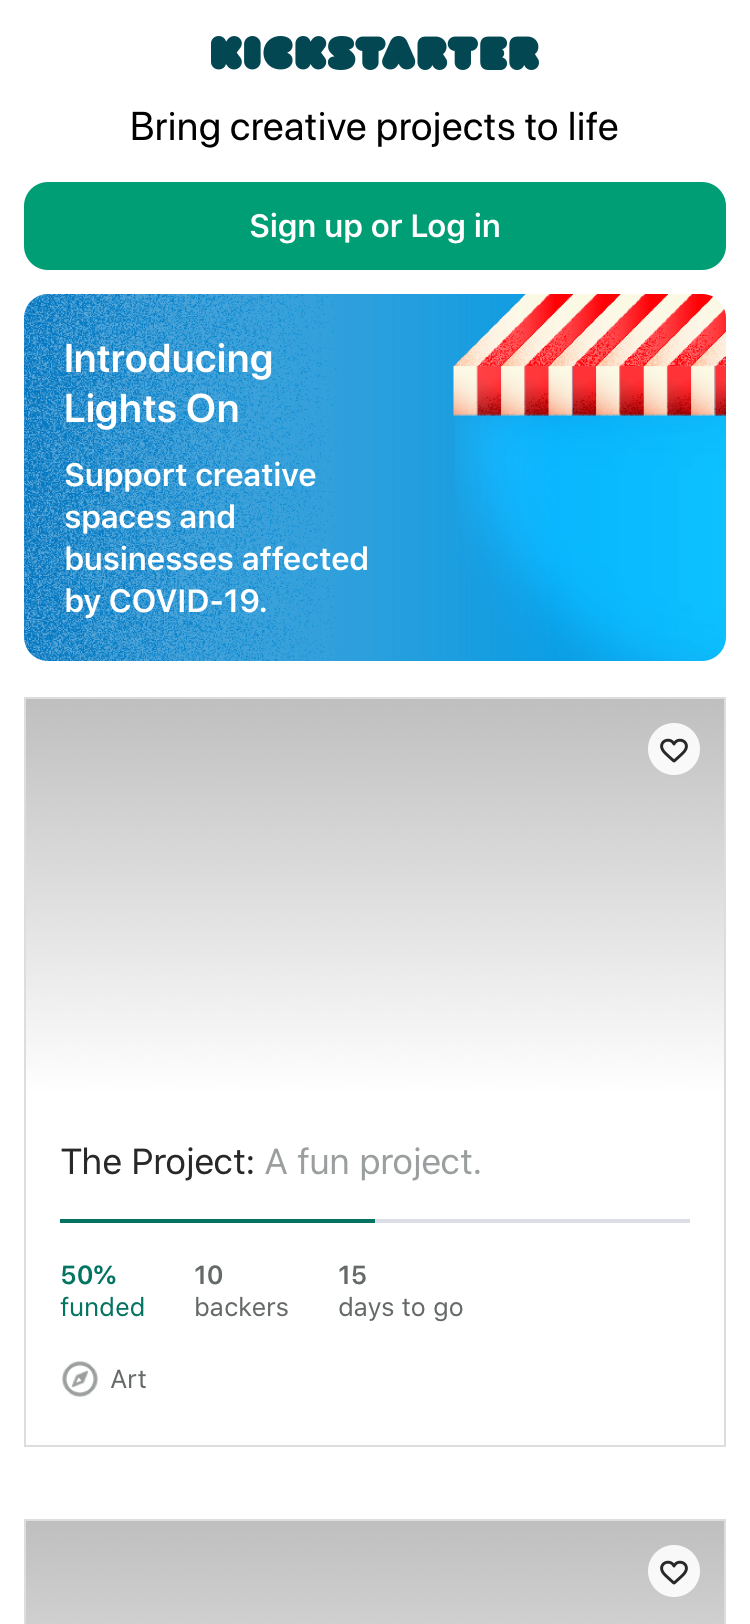 KICKSTARTER
Bring creative projects to life
Sign up or Log in
Introducing
Lights On
Support creative
spaces and
businesses affected
by COVID-19.
The Project: A fun project.
50% 10 15
funded backers days to go
Art